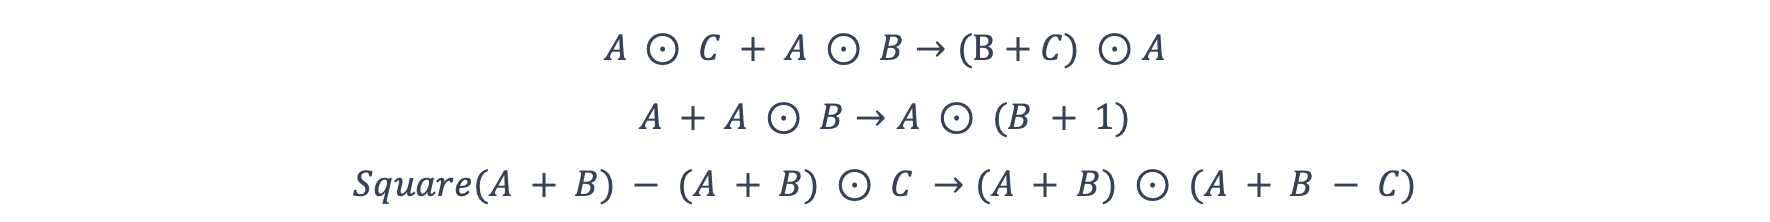 A ⊙ C + A ⊙ B → (B + C) ⊙ A
A + A ⊙ B → A ⊙ (B + 1)
Square(A + B) − (A + B) ⊙ C → (A + B) ⊙ (A + B − C)